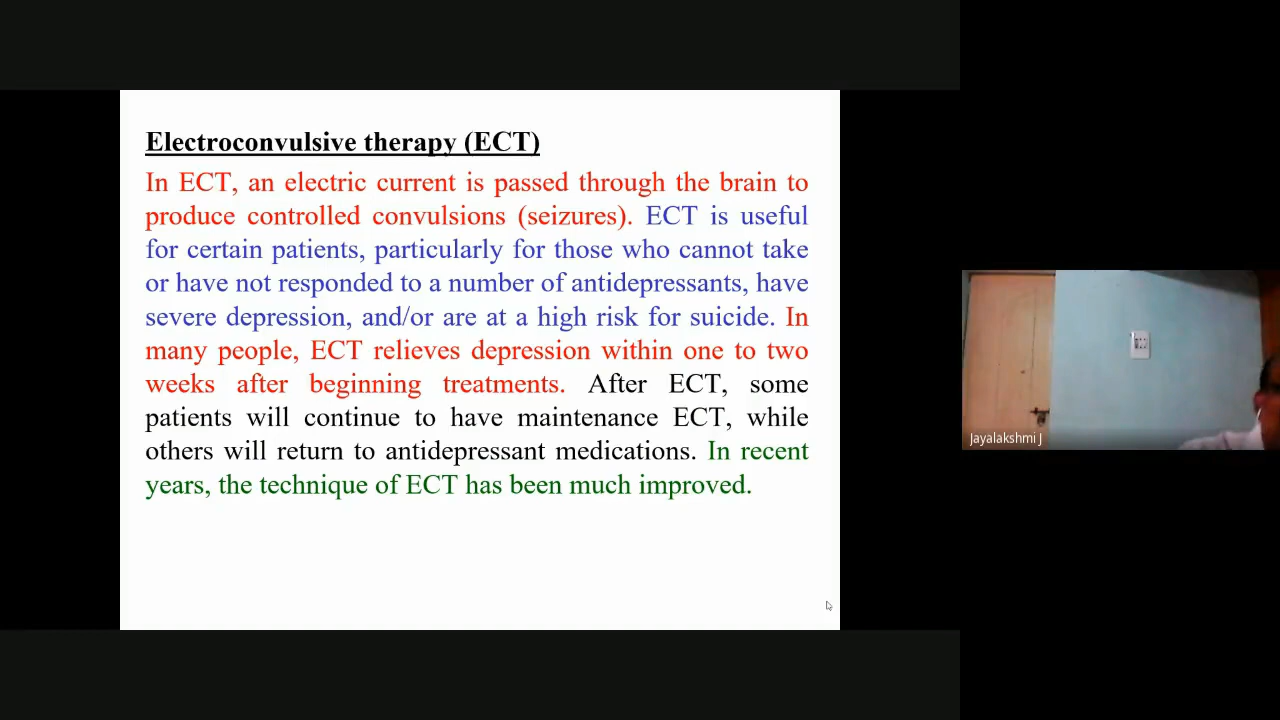 Electroconvulsive therapy (ECT)
In ECT, an electric current is passed through the brain to
produce controlled convulsions (seizures). ECT is useful
for certain patients, particularly for those who cannot take
or have not responded to a number of antidepressants, have
severe depression, and/or are at a high risk for suicide. In
many people, ECT relieves depression within one to two
weeks after beginning treatments. After ECT, some
patients will continue to have maintenance ECT, while
others will return to antidepressant medications. In recent
years, the technique of ECT has been much improved.
Jayalakshmi J